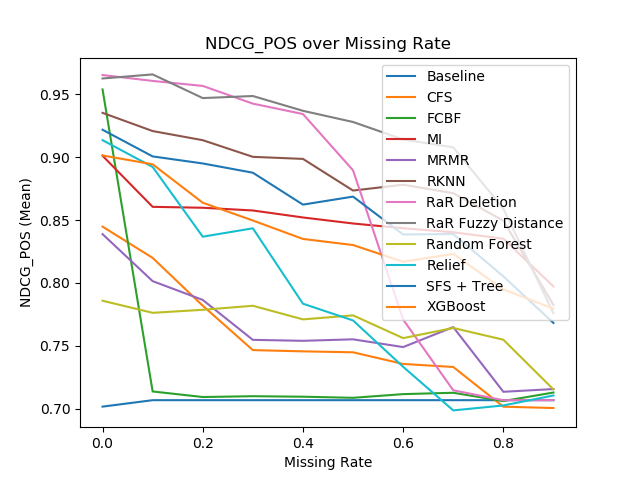 NDCG_POS over Missing Rate
NDCG_POS (Mean)
0.95
0.90
0.85
0.80
0.75
0.70
Baseline
CFS
FCBF
MI
MRMR
RKNN
RaR Deletion
RaR Fuzzy Distance
Random Forest
Relief
SFS + Tree
XGBoost
0.0
0.2
0.4
0.6
0.8
Missing Rate